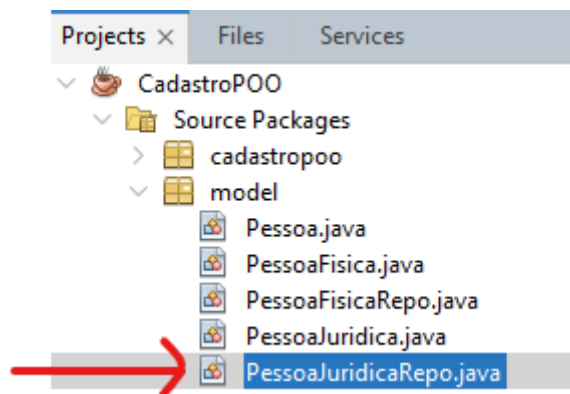 Projects × Files Services
CadastroPOO
Source Packages
cadastropoo
model
Pessoa.java
PessoaFisica.java
PessoaFisicaRepo.java
PessoaJuridica.java
PessoaJuridicaRepo.java